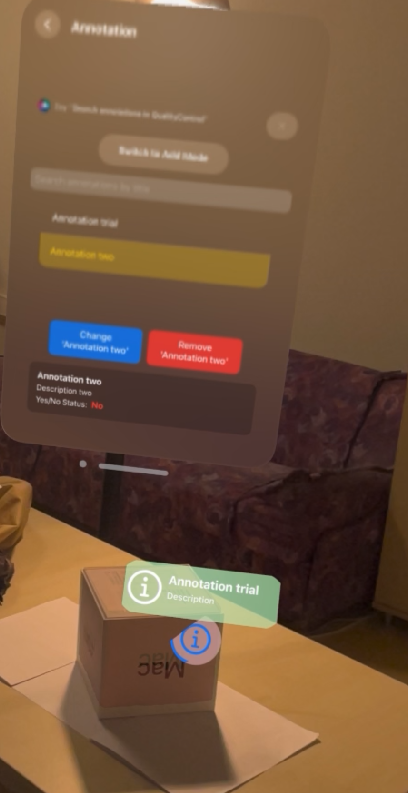 Annotation
Try "Search annotations in QualityControl"
Switch to Add Mode
Search annotations by title
Annotation trial
Annotation two
Change
'Annotation two'
Remove
'Annotation two'
Annotation two
Description two
Yes/No Status: No
Annotation trial
Description
Mac